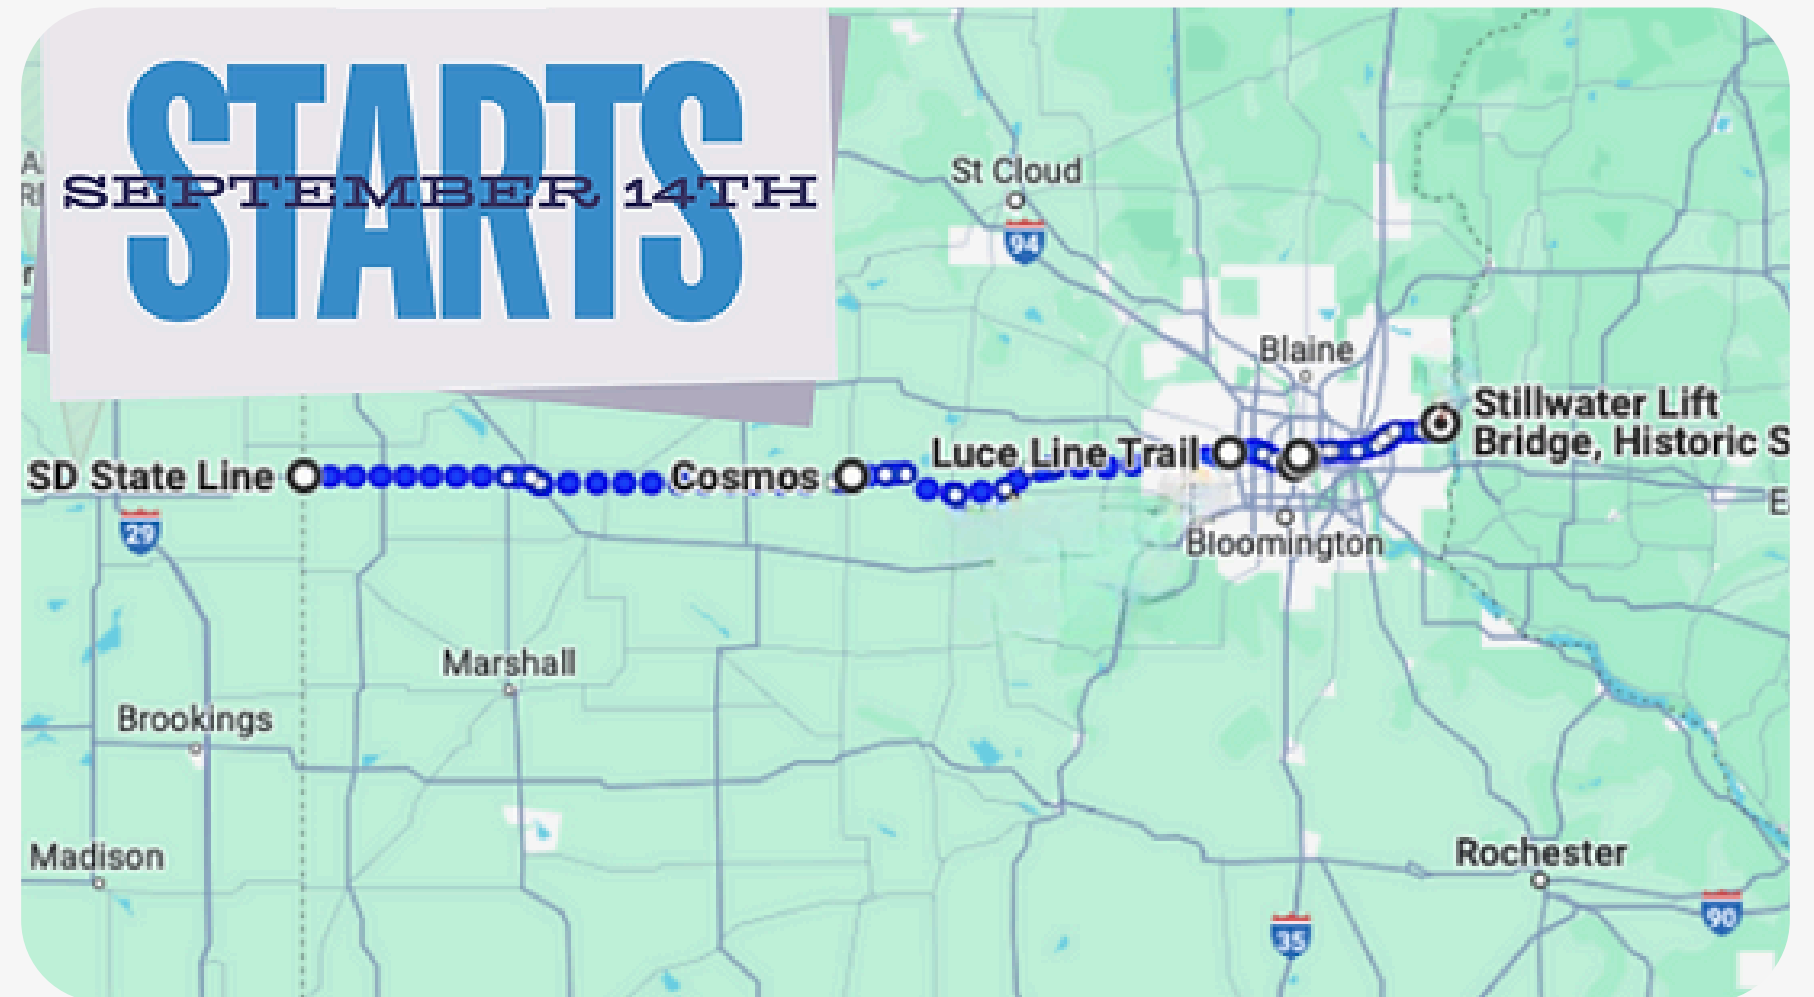 STARTS
SEPTEMBER 14TH
St Cloud
94
Blaine
Stillwater Lift
Bridge, Historic S
Luce Line Trail
SD State Line
Cosmos
29
Bloomington
Marshall
Brookings
Madison
Rochester
90
35